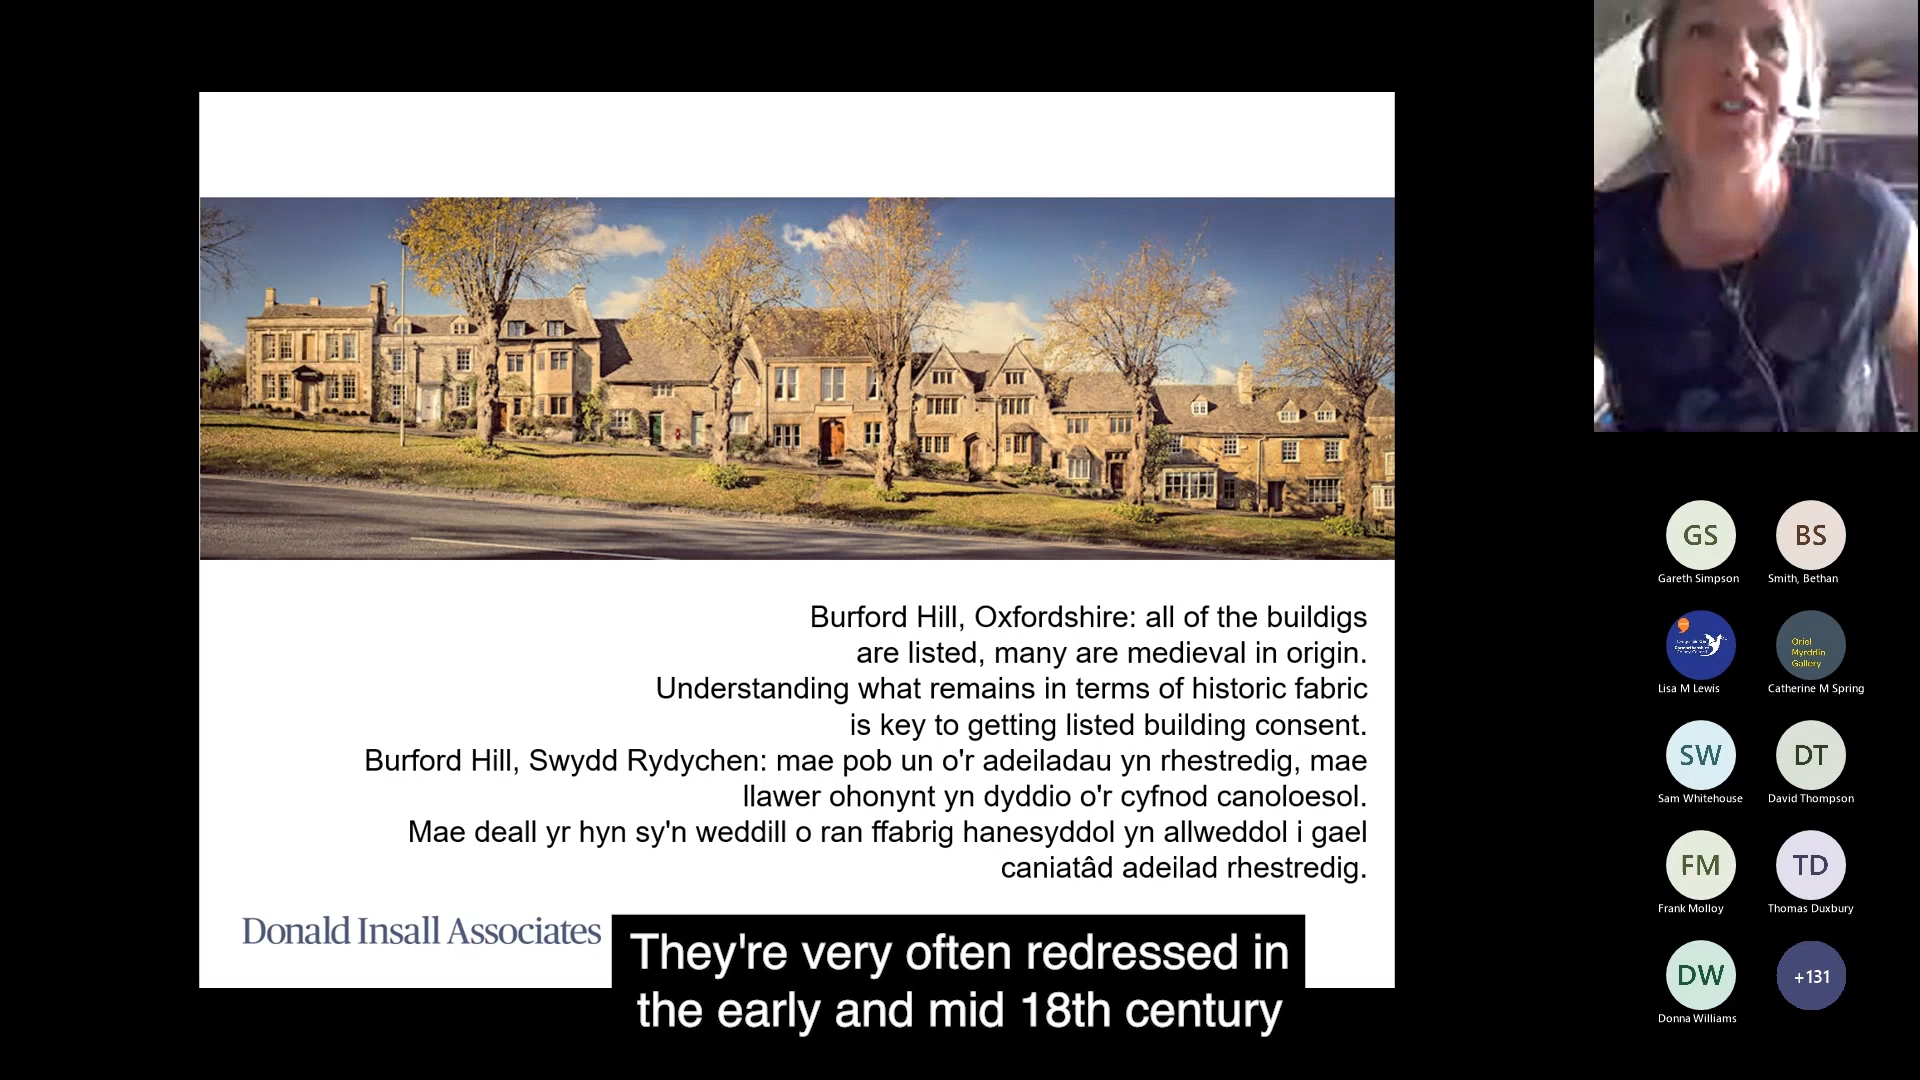 Burford Hill, Oxfordshire: all of the buildigs
are listed, many are medieval in origin.
Understanding what remains in terms of historic fabric
is key to getting listed building consent.
Burford Hill, Swydd Rydychen: mae pob un o'r adeiladau yn rhestredig, mae
llawer ohonynt yn dyddio o'r cyfnod canoloesol.
Mae deall yr hyn sy'n weddill o ran ffabrig hanesyddol yn allweddol i gael
caniatâd adeilad rhestredig.
Donald Insall Associates
They're very often redressed in
the early and mid 18th century
GS
Gareth Simpson
BS
Smith, Bethan
Lisa M Lewis
Oriel
Myrddin
Gallery
Catherine M Spring
SW
Sam Whitehouse
DT
David Thompson
FM
Frank Molloy
TD
Thomas Duxbury
DW
Donna Williams
+131